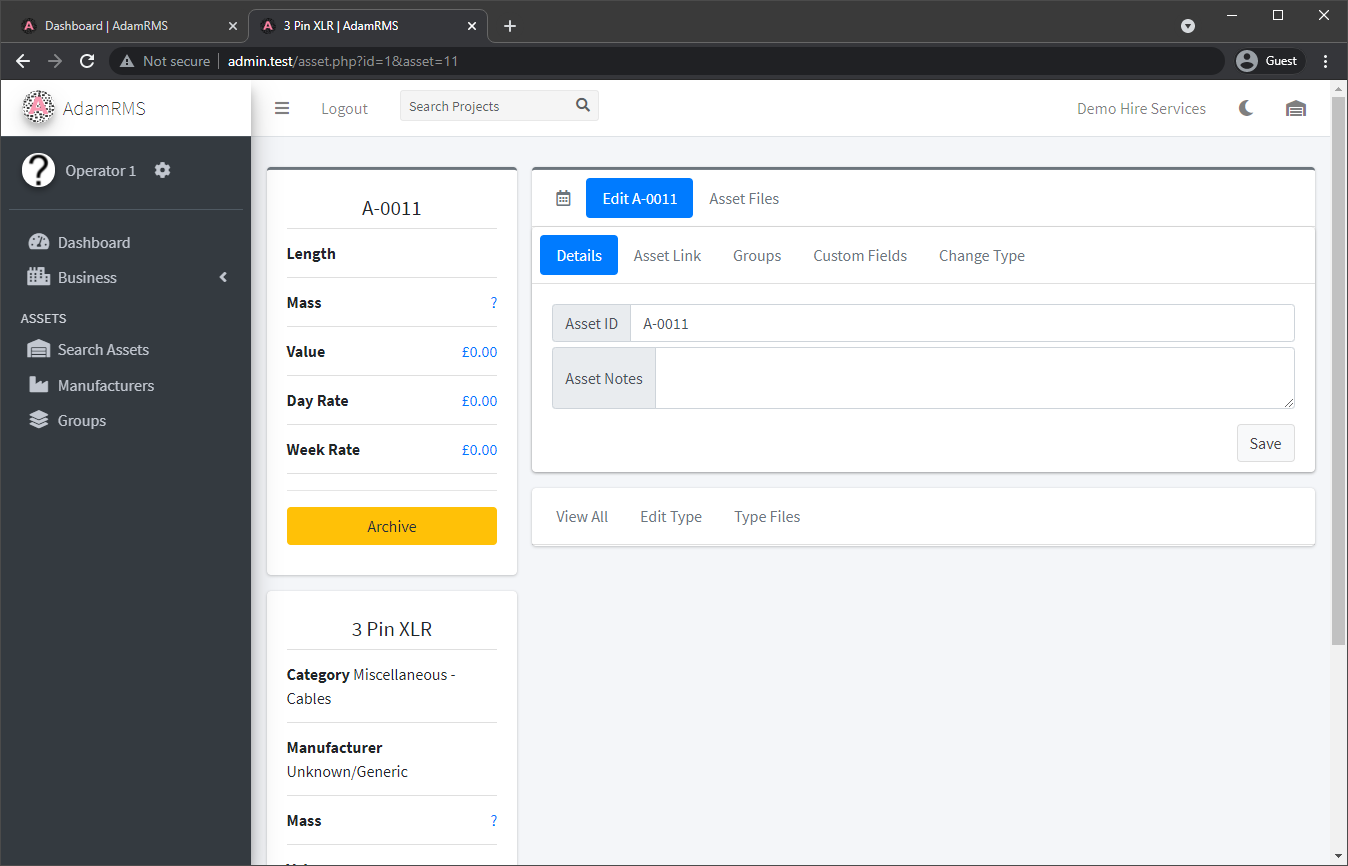 Dashboard | AdamRMS
3 Pin XLR | AdamRMS
Not secure
admin.test/asset.php?id=1&asset=11
Guest
AdamRMS
Logout
Search Projects
Demo Hire Services
Operator 1
Dashboard
Business
ASSETS
Search Assets
Manufacturers
Groups
A-0011
Length
Mass ?
Value £0.00
Day Rate £0.00
Week Rate £0.00
Archive
3 Pin XLR
Category Miscellaneous -
Cables
Manufacturer
Unknown/Generic
Mass ?
Edit A-0011 Asset Files
Details Asset Link Groups Custom Fields Change Type
Asset ID A-0011
Asset Notes
Save
View All Edit Type Type Files